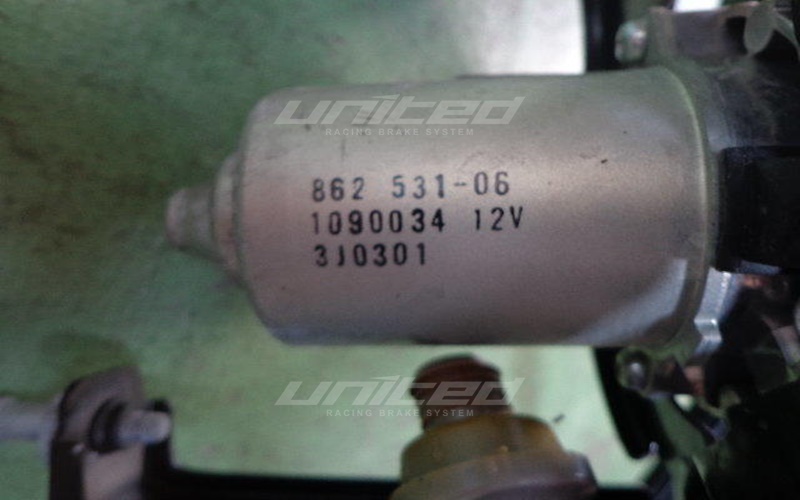 UNITED
RACING BRAKE SYSTEM
862 531-06
1090034 12V
3J0301
UNITED
RACING BRAKE SYSTEM